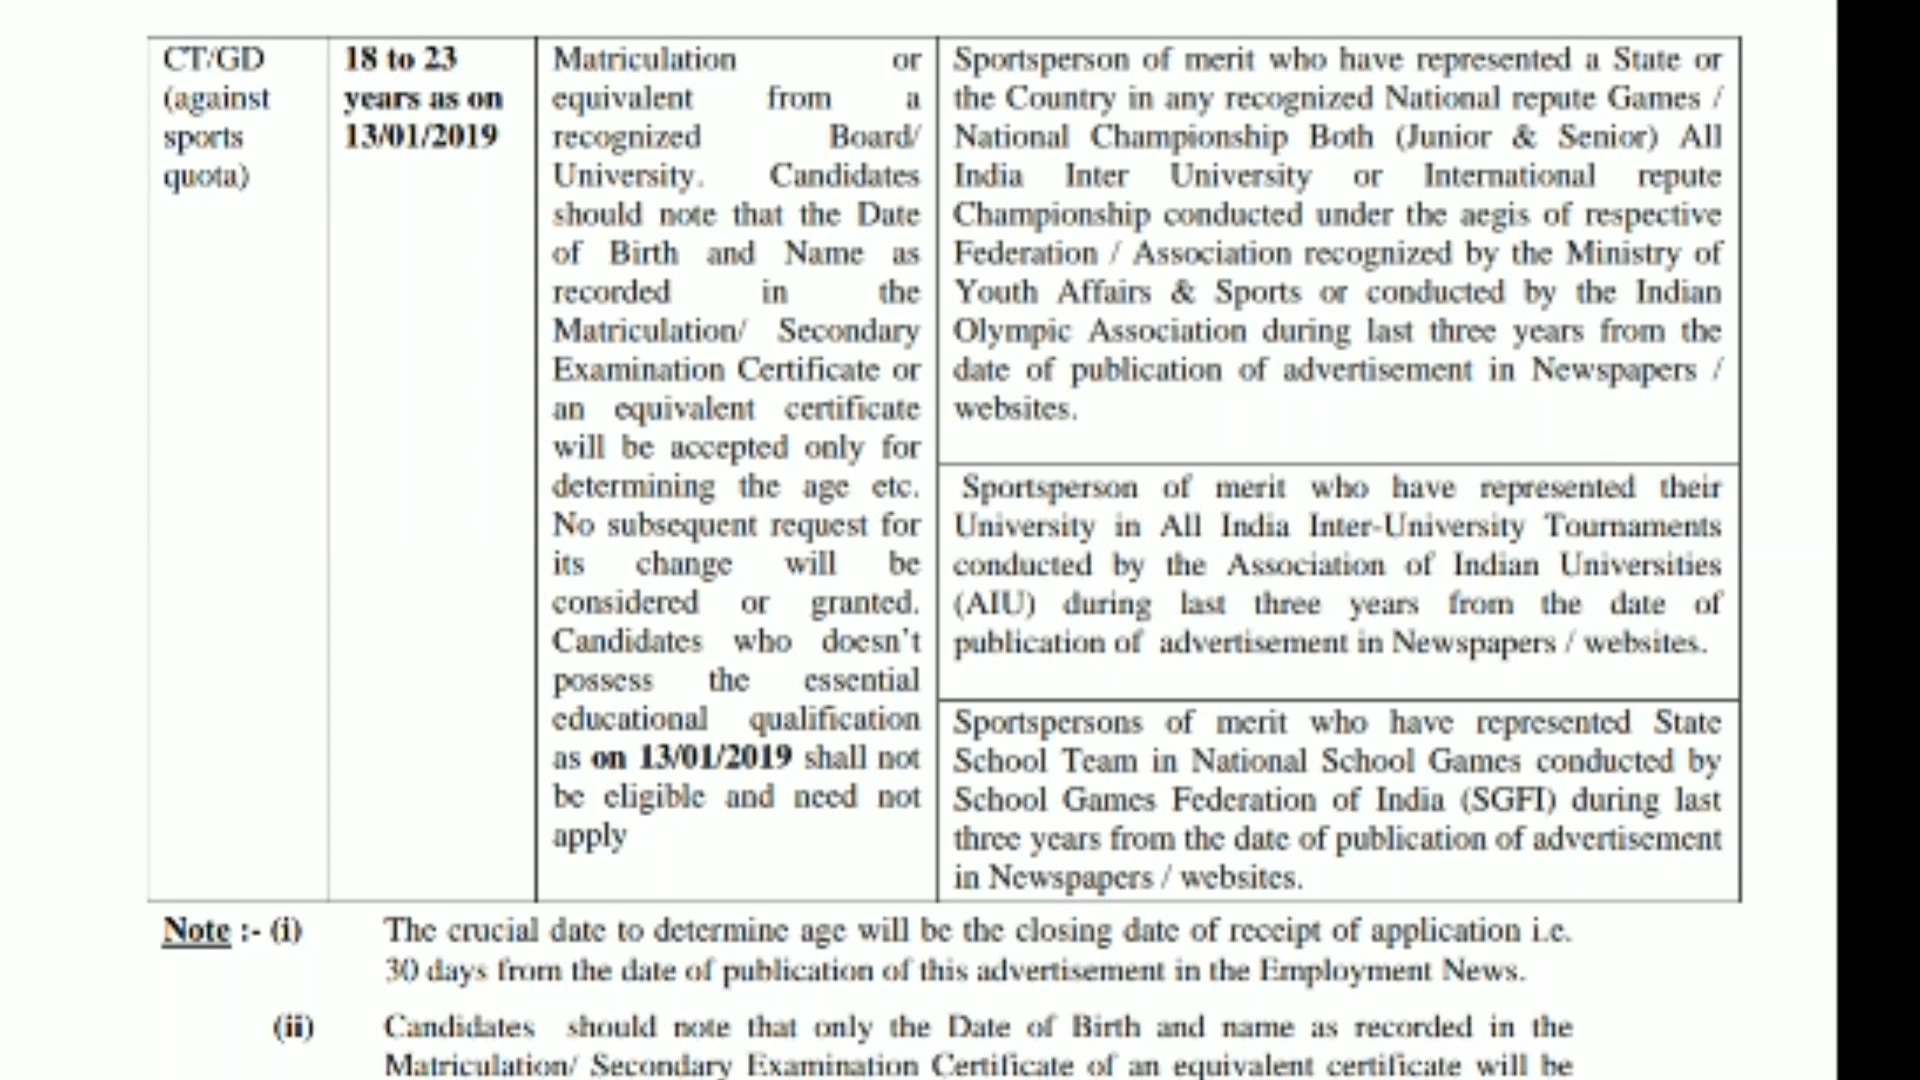 CT/GD
(against
sports
quota)
18 to 23
years as on
13/01/2019
Matriculation or
equivalent from a
recognized Board/
University. Candidates
should note that the Date
of Birth and Name as
recorded in the
Matriculation/ Secondary
Examination Certificate or
an equivalent certificate
will be accepted only for
determining the age etc.
No subsequent request for
its change will be
considered or granted.
Candidates who doesn't
possess the essential
educational qualification
as on 13/01/2019 shall not
be eligible and need not
apply
Sportsperson of merit who have represented a State or
the Country in any recognized National repute Games /
National Championship Both (Junior & Senior) All
India Inter University or International repute
Championship conducted under the aegis of respective
Federation / Association recognized by the Ministry of
Youth Affairs & Sports or conducted by the Indian
Olympic Association during last three years from the
date of publication of advertisement in Newspapers /
websites.
Sportsperson of merit who have represented their
University in All India Inter-University Tournaments
conducted by the Association of Indian Universities
(AIU) during last three years from the date of
publication of advertisement in Newspapers / websites.
Sportspersons of merit who have represented State
School Team in National School Games conducted by
School Games Federation of India (SGFI) during last
three years from the date of publication of advertisement
in Newspapers / websites.
Note :- (i) The crucial date to determine age will be the closing date of receipt of application i.e.
30 days from the date of publication of this advertisement in the Employment News.
(ii) Candidates should note that only the Date of Birth and name as recorded in the
Matriculation/ Secondary Examination Certificate of an equivalent certificate will be